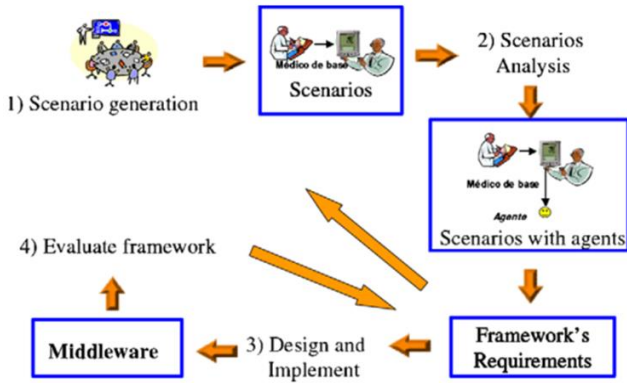 1) Scenario generation
Médico de base
Scenarios
2) Scenarios
Analysis
Médico de base
Agente
Scenarios with agents
Framework's
Requirements
3) Design and
Implement
Middleware
4) Evaluate framework